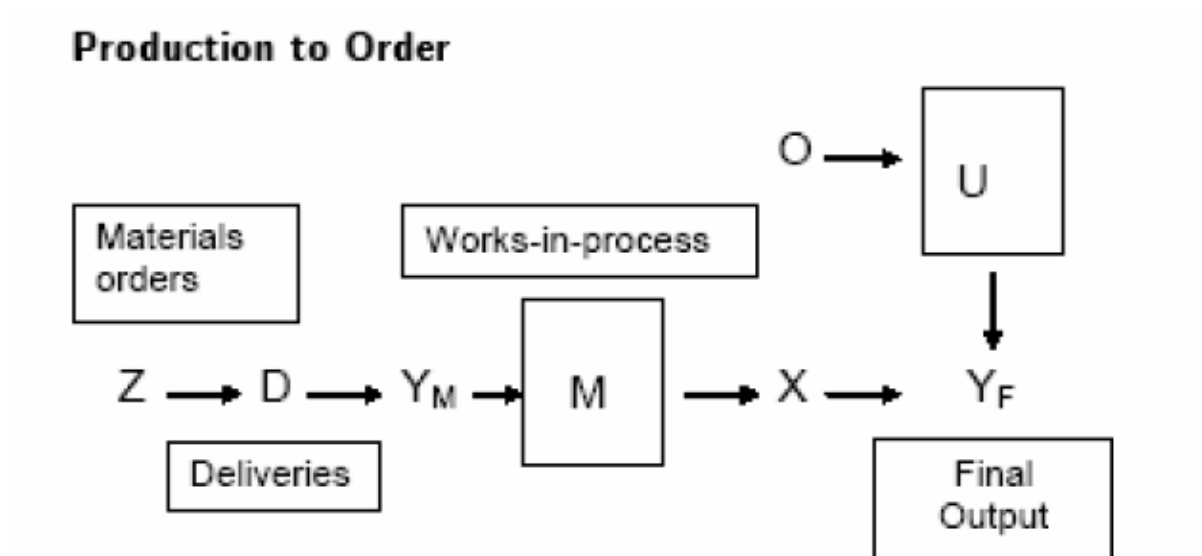 Production to Order
O
U
Materials
orders
Works-in-process
Z
D
YM
M
X
YF
Deliveries
Final
Output